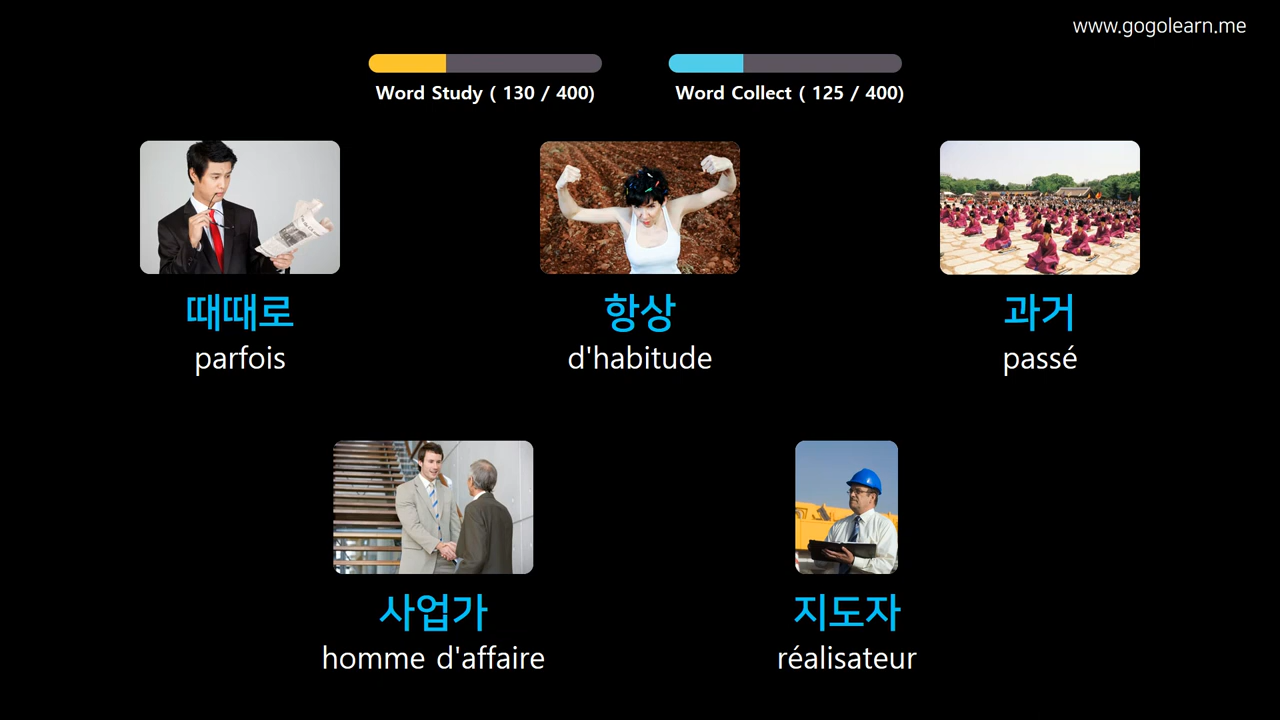 www.gogolearn.me
Word Study ( 130 / 400)
Word Collect ( 125 / 400)
때때로
parfois
항상
d'habitude
과거
passé
사업가
homme d'affaire
지도자
réalisateur